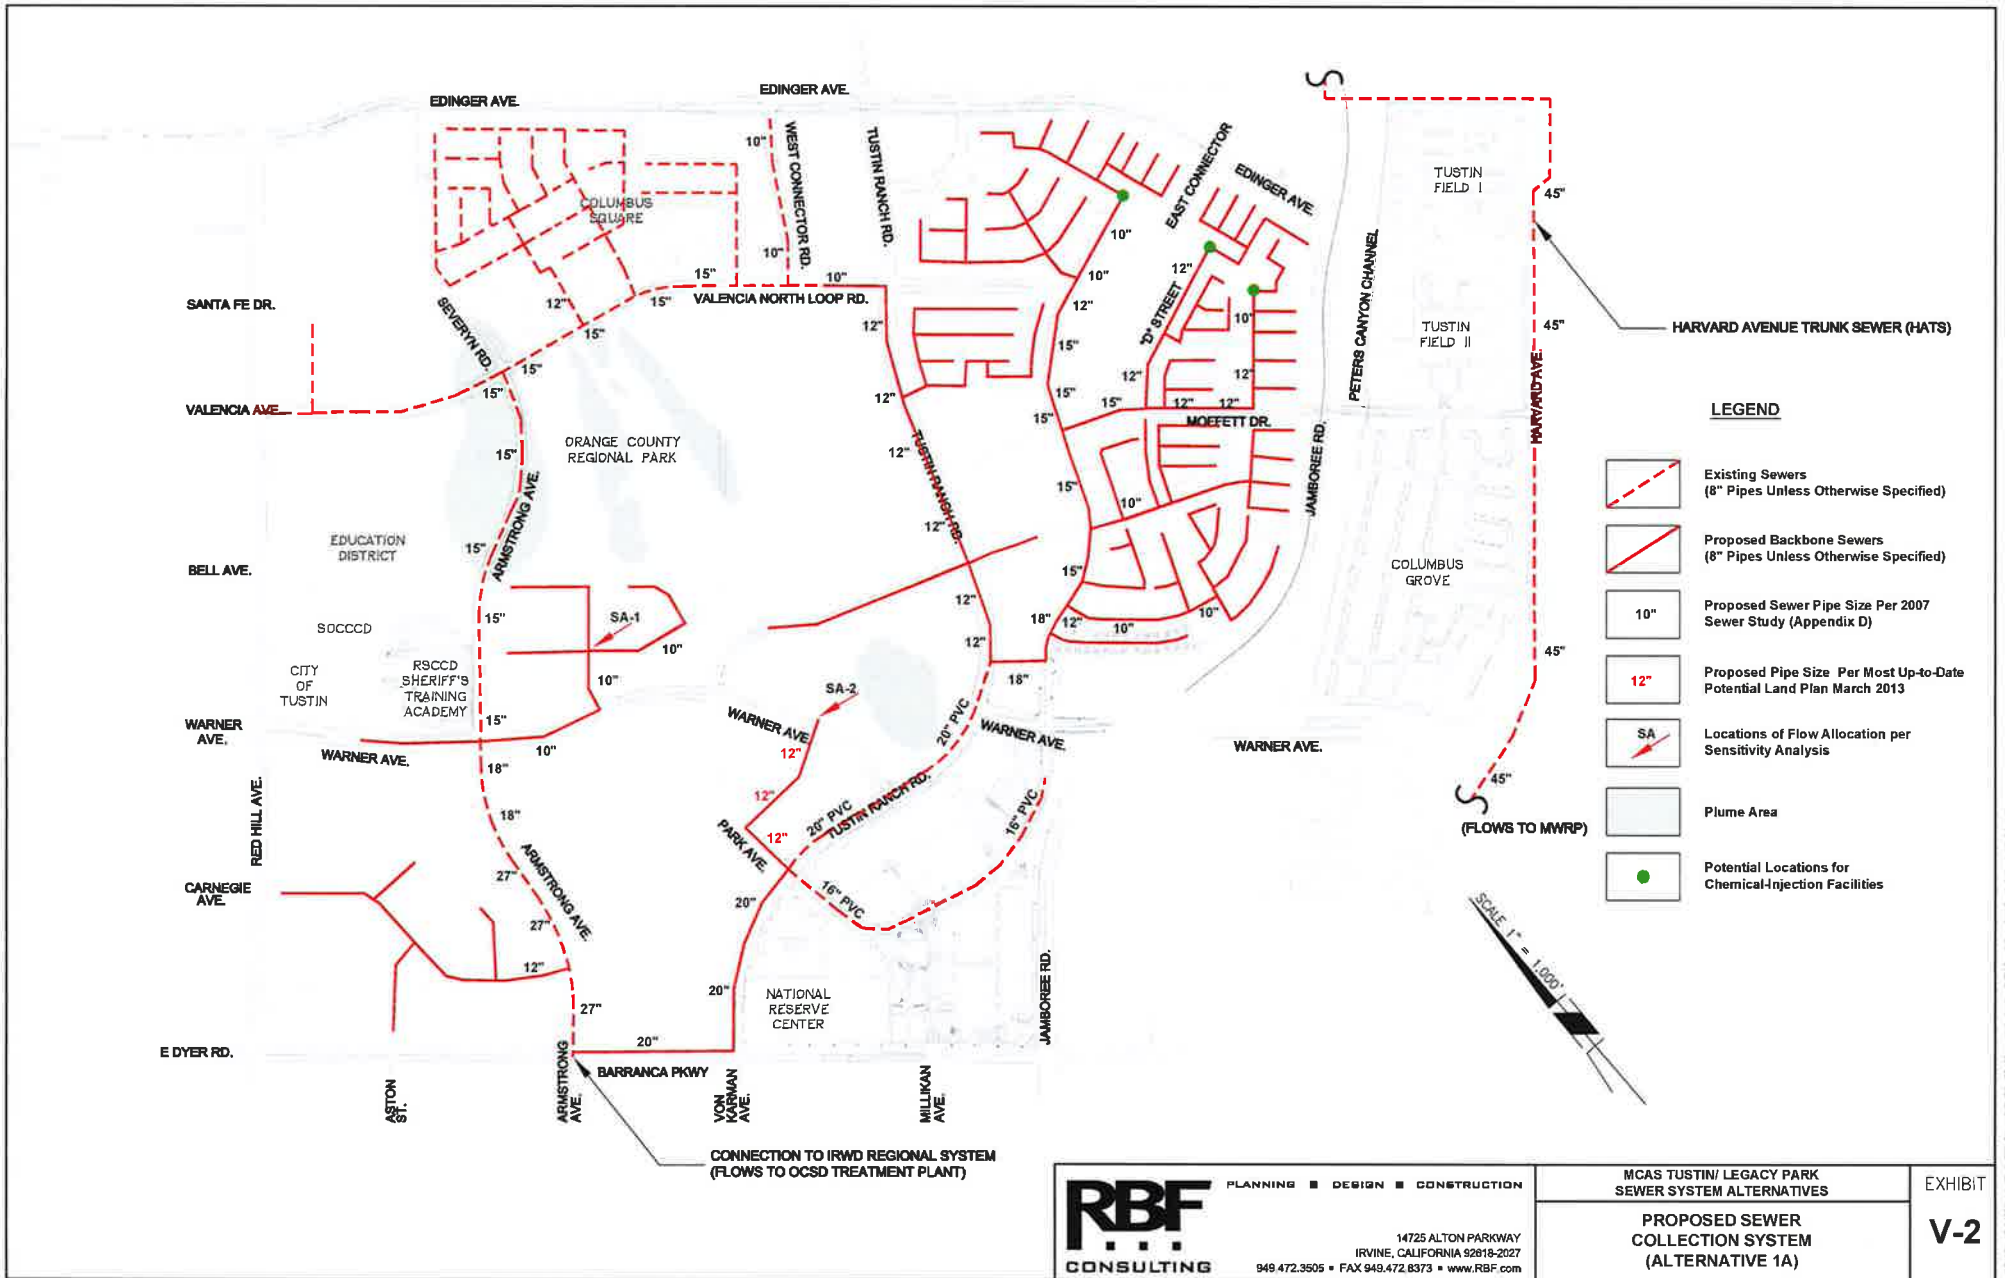 EDINGER AVE.
EDINGER AVE.
10"
WEST CONNECTOR RD.
TUSTIN RANCH RD.
EAST CONNECTOR
EDINGER AVE.
TUSTIN
FIELD I
45"
COLUMBUS
SQUARE
10"
10"
10"
12"
PETERS CANYON CHANNEL
SANTA FE DR.
SEVERYN RD.
12"
15"
15"
10"
VALENCIA NORTH LOOP RD.
12"
12"
"D" STREET
10"
15"
15"
TUSTIN
FIELD II
45"
HARVARD AVENUE TRUNK SEWER (HATS)
HARVARD AVE.
15"
15"
12"
15"
15"
15"
12"
12"
12"
12"
MOFFETT DR.
VALENCIA AVE.
ORANGE COUNTY
REGIONAL PARK
15"
12"
TUSTIN RANCH RD.
12"
15"
10"
JAMBOREE RD.
ARMSTRONG AVE.
EDUCATION
DISTRICT
15"
BELL AVE.
15"
COLUMBUS
GROVE
15"
SA-1
SOCCCD
12"
12"
18"
12"
10"
10"
10"
10"
CITY
OF
TUSTIN
RSCCD
SHERIFF'S
TRAINING
ACADEMY
45"
18"
SA-2
WARNER
AVE.
WARNER AVE.
15"
10"
18"
WARNER AVE.
12"
20" PVC
WARNER AVE.
WARNER AVE.
12"
12"
18"
PARK AVE.
20" PVC
TUSTIN RANCH RD.
16" PVC
45"
(FLOWS TO MWRP)
RED HILL AVE.
ARMSTRONG AVE.
27"
27"
CARNEGIE
AVE.
16" PVC
20"
12"
20"
27"
NATIONAL
RESERVE
CENTER
JAMBOREE RD.
E DYER RD.
20"
BARRANCA PKWY
ASTON
ST.
ARMSTRONG
AVE.
VON
KARMAN
AVE.
MILLIKAN
AVE.
CONNECTION TO IRWD REGIONAL SYSTEM
(FLOWS TO OCSD TREATMENT PLANT)
LEGEND
Existing Sewers
(8" Pipes Unless Otherwise Specified)
Proposed Backbone Sewers
(8" Pipes Unless Otherwise Specified)
10"
Proposed Sewer Pipe Size Per 2007
Sewer Study (Appendix D)
12"
Proposed Pipe Size Per Most Up-to-Date
Potential Land Plan March 2013
SA
Locations of Flow Allocation per
Sensitivity Analysis
Plume Area
Potential Locations for
Chemical-Injection Facilities
SCALE 1" = 1,000'
RBF
CONSULTING
PLANNING ■ DESIGN ■ CONSTRUCTION
14725 ALTON PARKWAY
IRVINE, CALIFORNIA 92618-2027
949.472.3505 • FAX 949.472.8373 • www.RBF.com
MCAS TUSTIN/ LEGACY PARK
SEWER SYSTEM ALTERNATIVES
PROPOSED SEWER
COLLECTION SYSTEM
(ALTERNATIVE 1A)
EXHIBIT
V-2